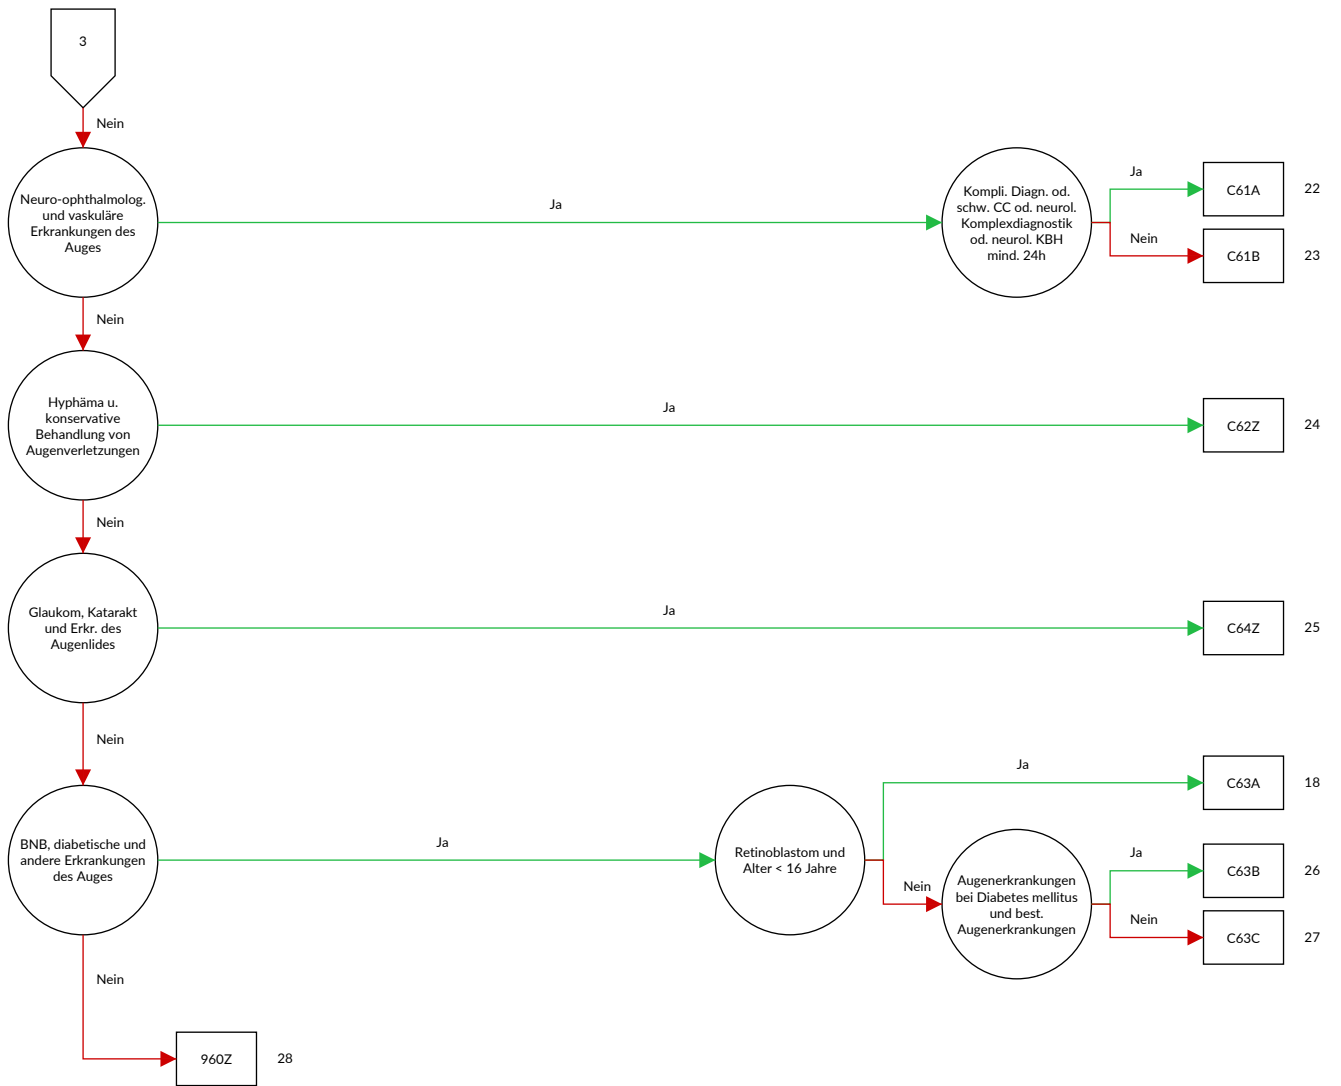 3
Nein
Neuro-ophthalmolog.
und vaskuläre
Erkrankungen des
Auges
Ja
Kompli. Diagn. od.
schw. CC od. neurol.
Komplexdiagnostik
od. neurol. KBH
mind. 24h
Ja
C61A
22
Nein
C61B
23
Nein
Hyphäma u.
konservative
Behandlung von
Augenverletzungen
Ja
C62Z
24
Nein
Glaukom, Katarakt
und Erkr. des
Augenlides
Ja
C64Z
25
Nein
BNB, diabetische und
andere Erkrankungen
des Auges
Ja
Retinoblastom und
Alter < 16 Jahre
Ja
C63A
18
Nein
Augenerkrankungen
bei Diabetes mellitus
und best.
Augenerkrankungen
Ja
C63B
26
Nein
C63C
27
Nein
960Z
28